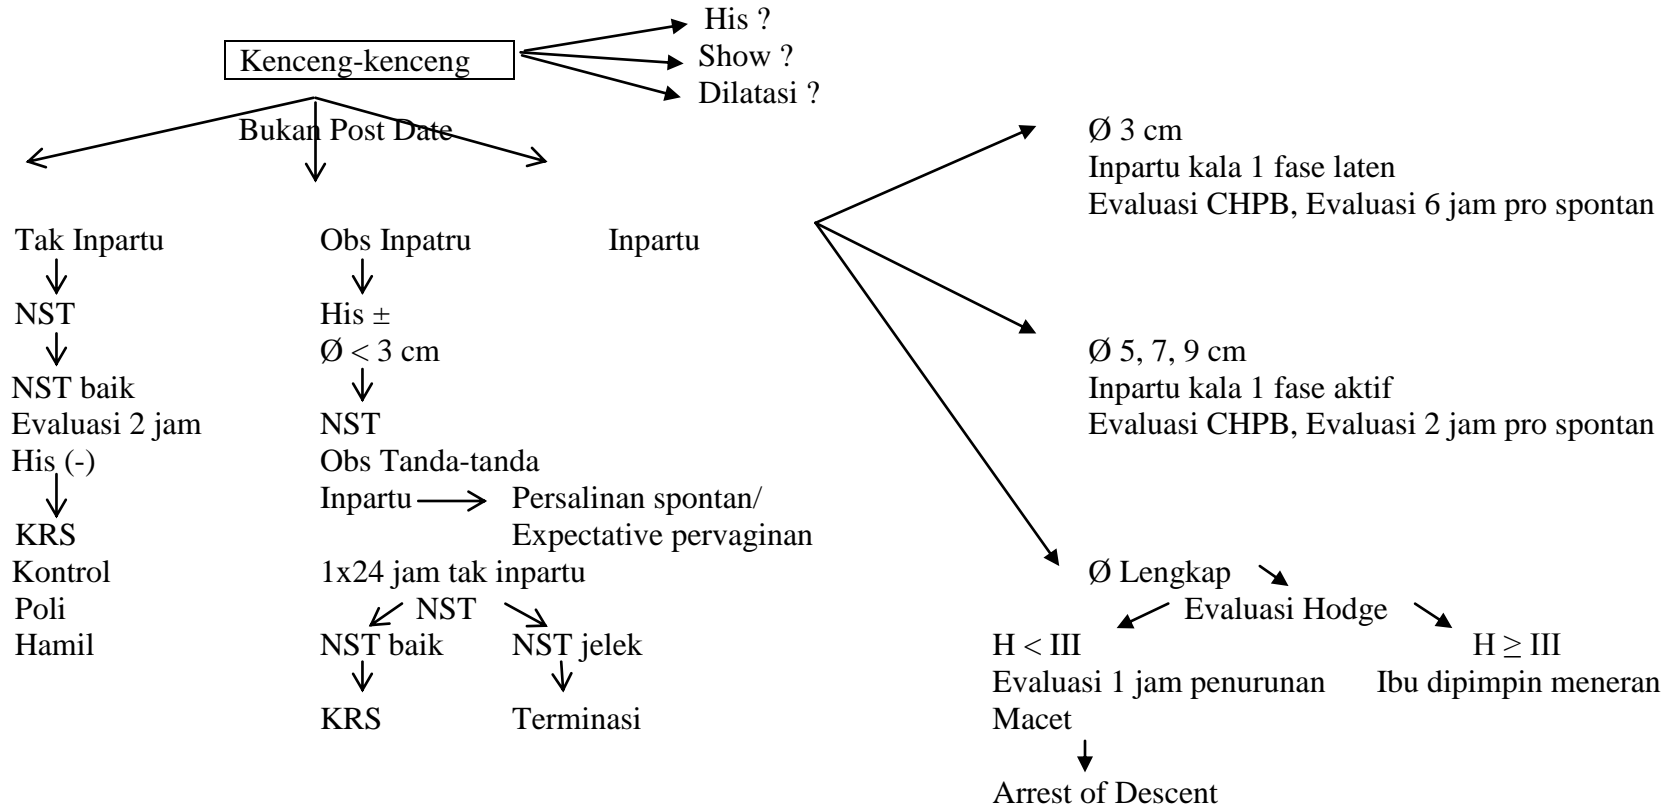 His ?
Kenceng-kenceng
Show ?
Dilatasi ?
Bukan Post Date
Tak Inpartu
NST
NST baik
Evaluasi 2 jam
His (-)
KRS
Kontrol
Poli
Hamil
Obs Inpatru
His ±
Ø < 3 cm
NST
Obs Tanda-tanda
Inpartu
Persalinan spontan/
Expectative pervaginan
1x24 jam tak inpartu
NST
NST baik
KRS
NST jelek
Terminasi
Inpartu
Ø 3 cm
Inpartu kala 1 fase laten
Evaluasi CHPB, Evaluasi 6 jam pro spontan
Ø 5, 7, 9 cm
Inpartu kala 1 fase aktif
Evaluasi CHPB, Evaluasi 2 jam pro spontan
Ø Lengkap
Evaluasi Hodge
H < III
Evaluasi 1 jam penurunan
Macet
Arrest of Descent
H ≥ III
Ibu dipimpin meneran